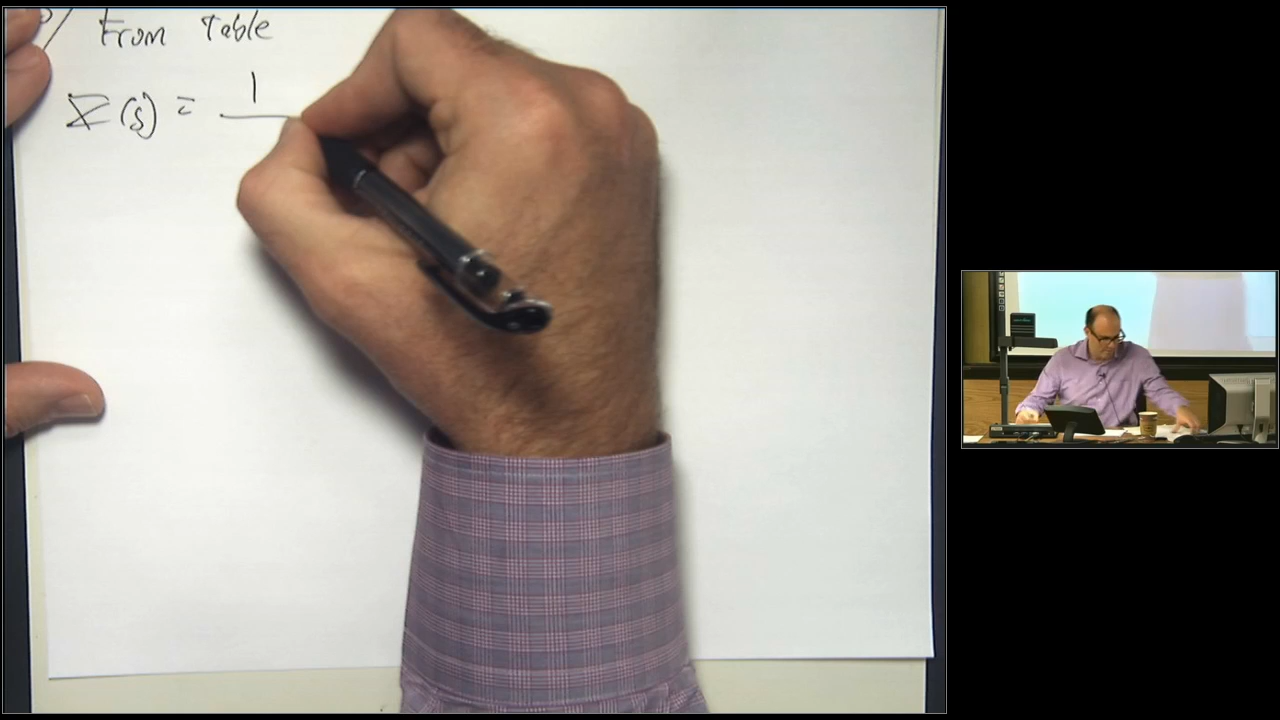 From Table
X(s) = 1